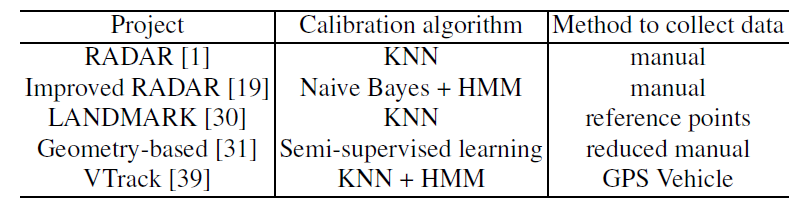 Project Calibration algorithm Method to collect data
RADAR [1] KNN manual
Improved RADAR [19] Naive Bayes + HMM manual
LANDMARK [30] KNN reference points
Geometry-based [31] Semi-supervised learning reduced manual
VTrack [39] KNN + HMM GPS Vehicle